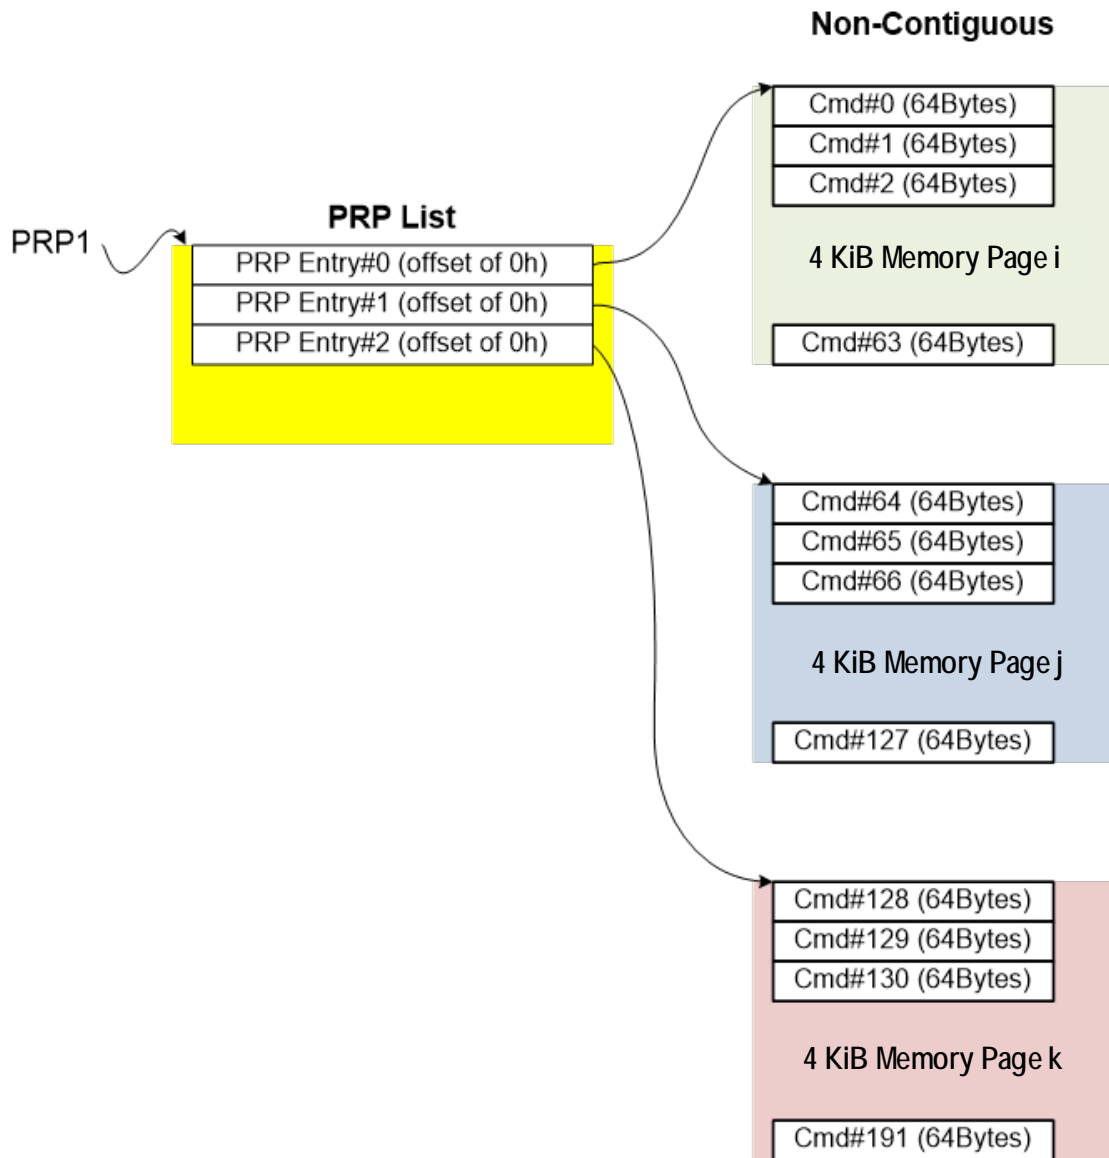 Non-Contiguous
Cmd#0 (64Bytes)
Cmd#1 (64Bytes)
Cmd#2 (64Bytes)
4 KiB Memory Page i
Cmd#63 (64Bytes)
PRP1
PRP List
PRP Entry#0 (offset of 0h)
PRP Entry#1 (offset of 0h)
PRP Entry#2 (offset of 0h)
Cmd#64 (64Bytes)
Cmd#65 (64Bytes)
Cmd#66 (64Bytes)
4 KiB Memory Page j
Cmd#127 (64Bytes)
Cmd#128 (64Bytes)
Cmd#129 (64Bytes)
Cmd#130 (64Bytes)
4 KiB Memory Page k
Cmd#191 (64Bytes)